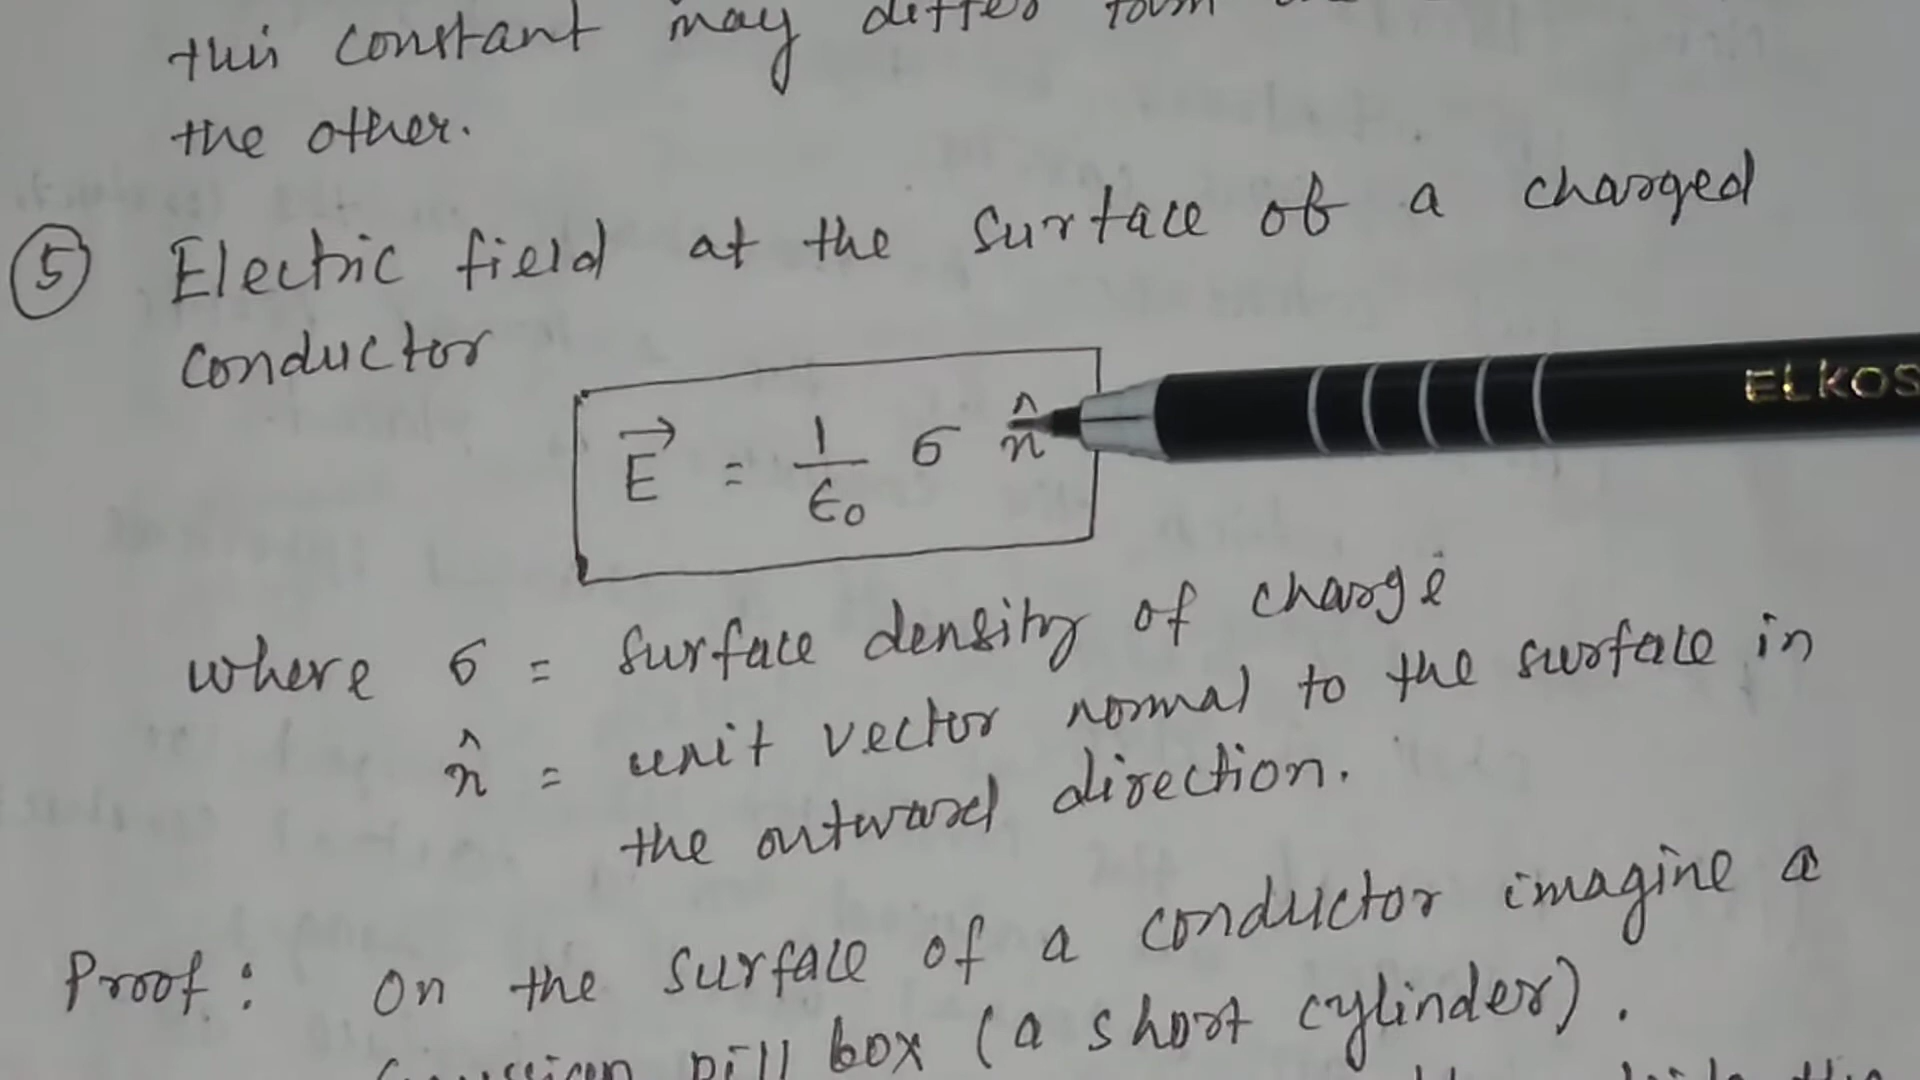 this constant may differ
the other.
⑤ Electric field at the surface of a charged
conductor
E⃗ = 1/ε₀ σ n̂
ELKOS
where σ = surface density of charge
n̂ = unit vector normal to the surface in
the outward direction.
Proof : On the surface of a conductor imagine a
pill box (a short cylinder).